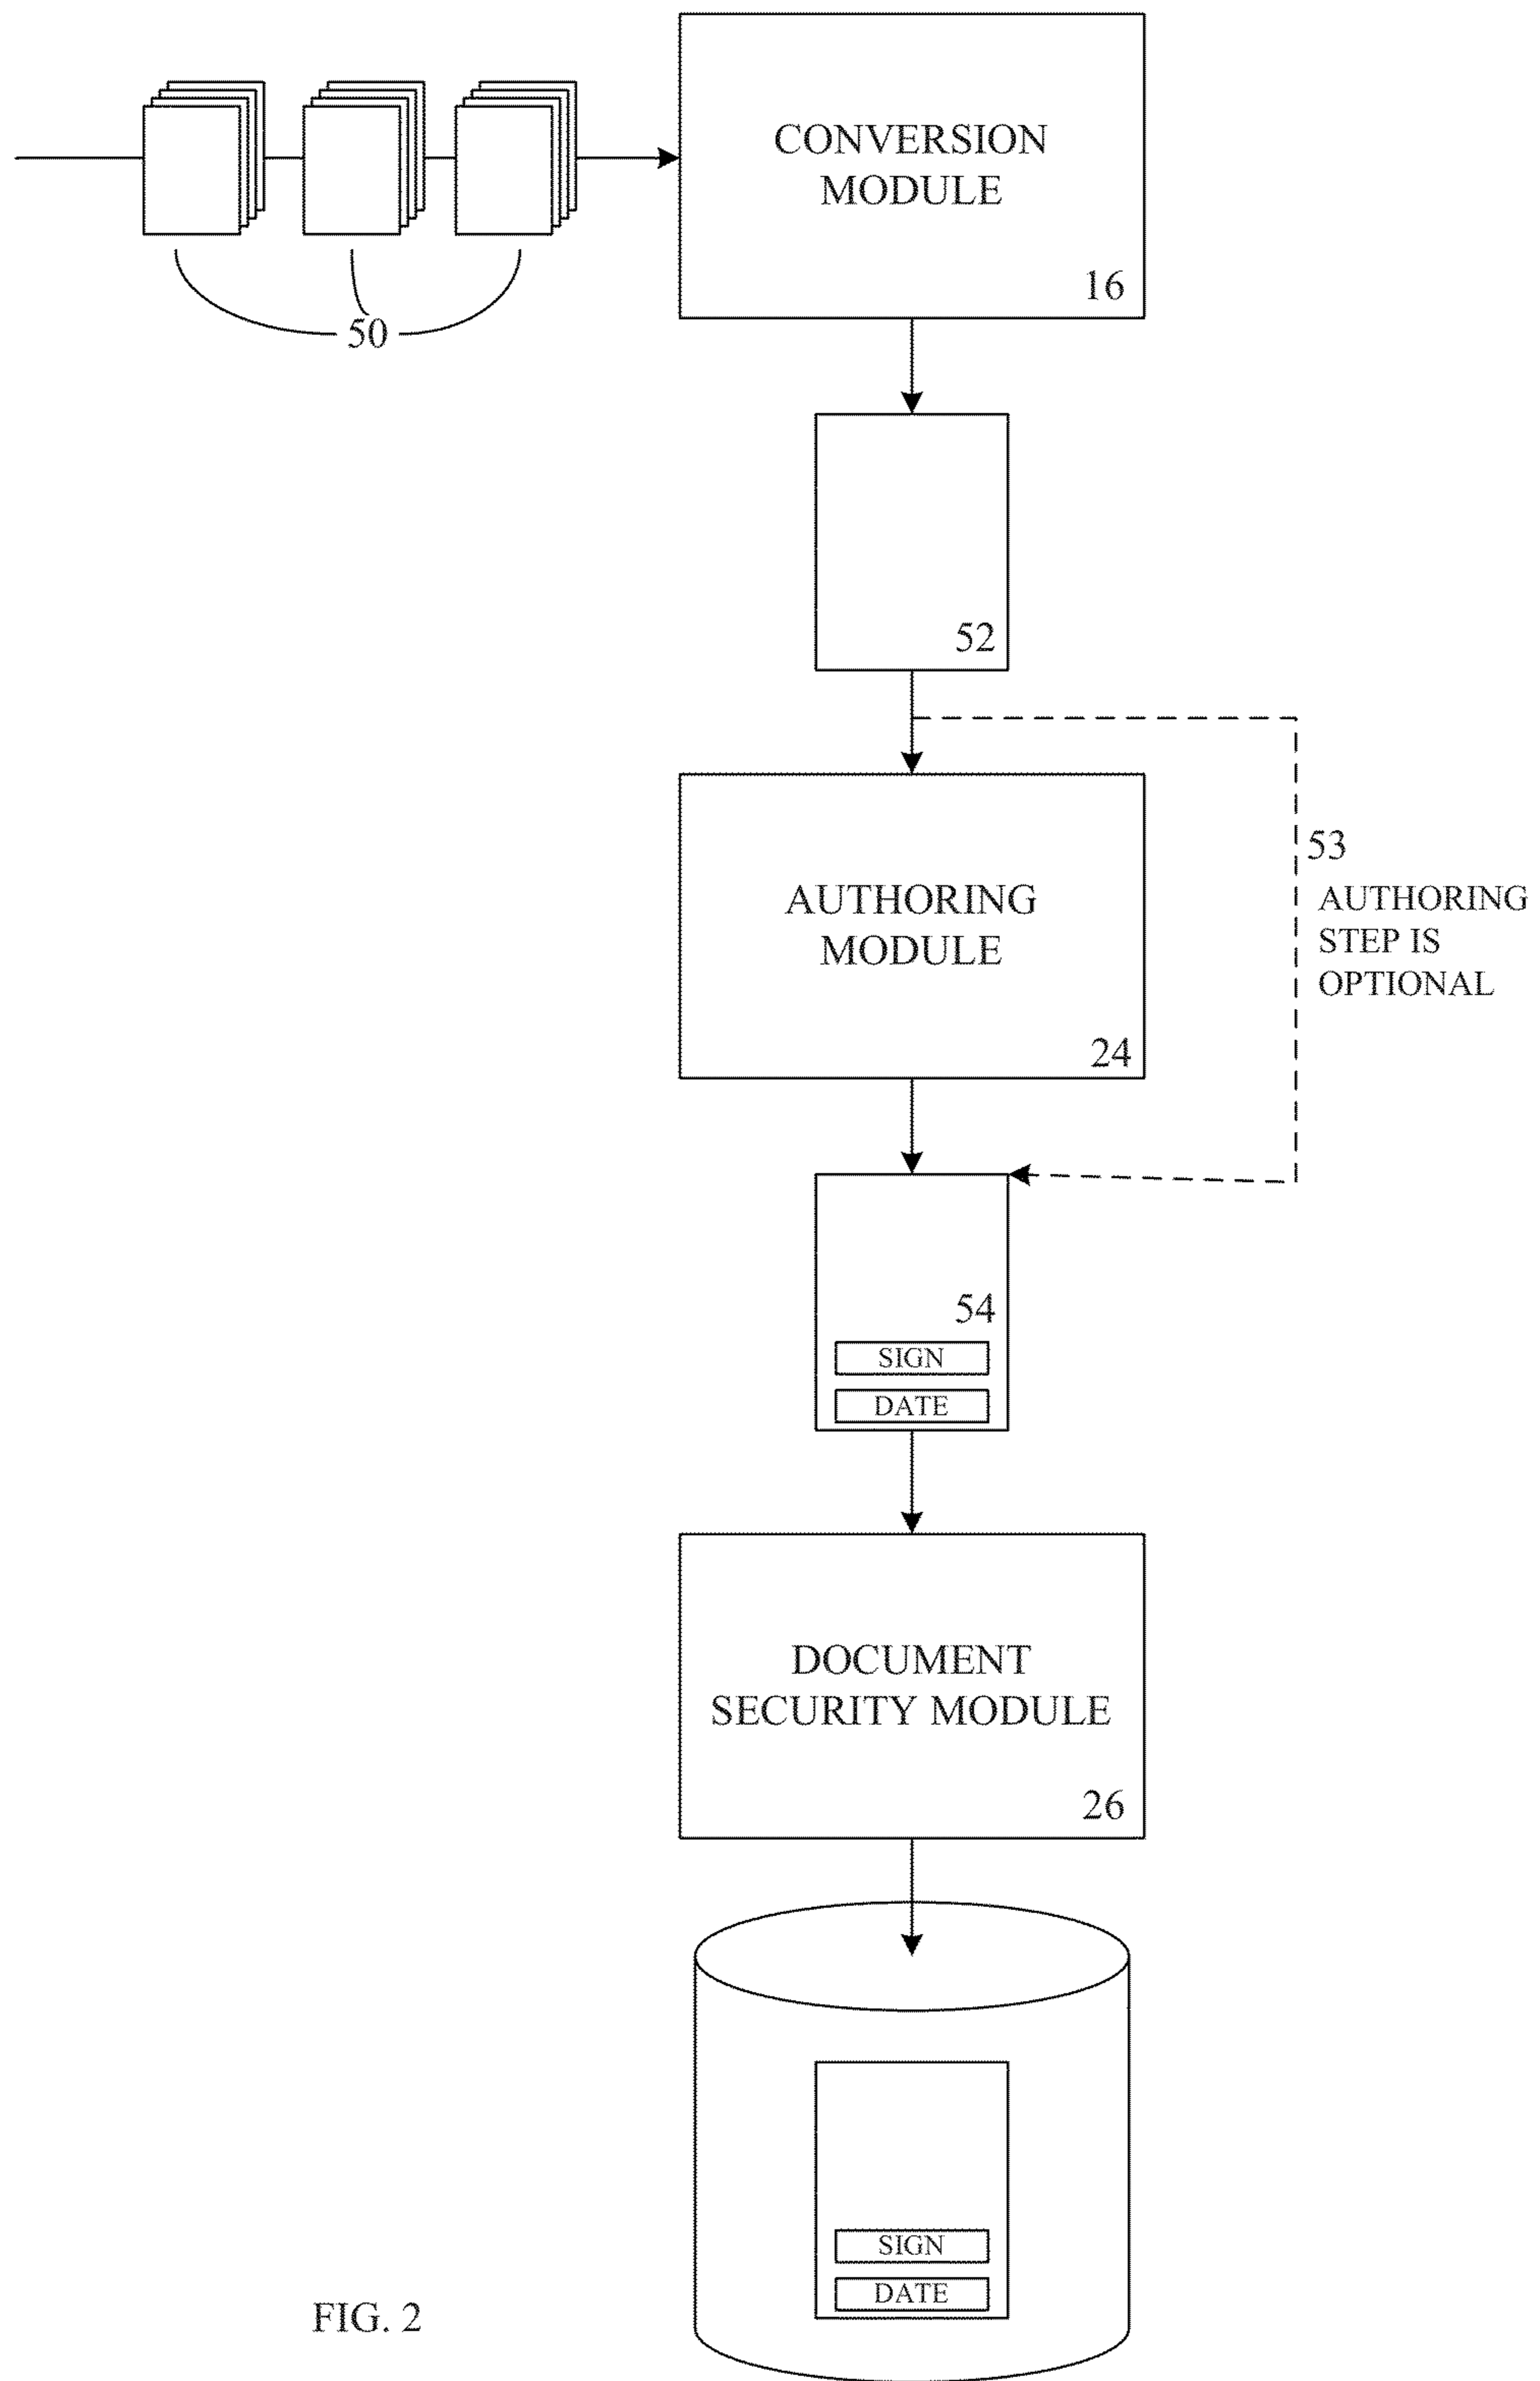 CONVERSION
MODULE
16
50
52
53
AUTHORING
STEP IS
OPTIONAL
AUTHORING
MODULE
24
54
SIGN
DATE
DOCUMENT
SECURITY MODULE
26
SIGN
DATE
FIG. 2